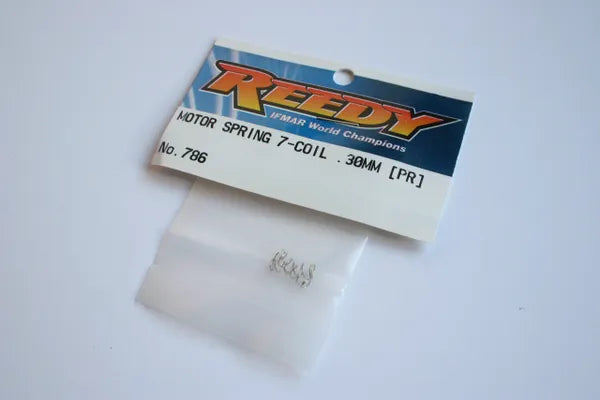 REEDY
IFMAR World Champions
MOTOR SPRING 7-COIL .30MM [PR]
No.786